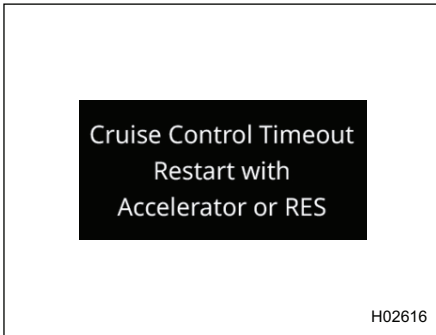 Cruise Control Timeout
Restart with
Accelerator or RES
H02616